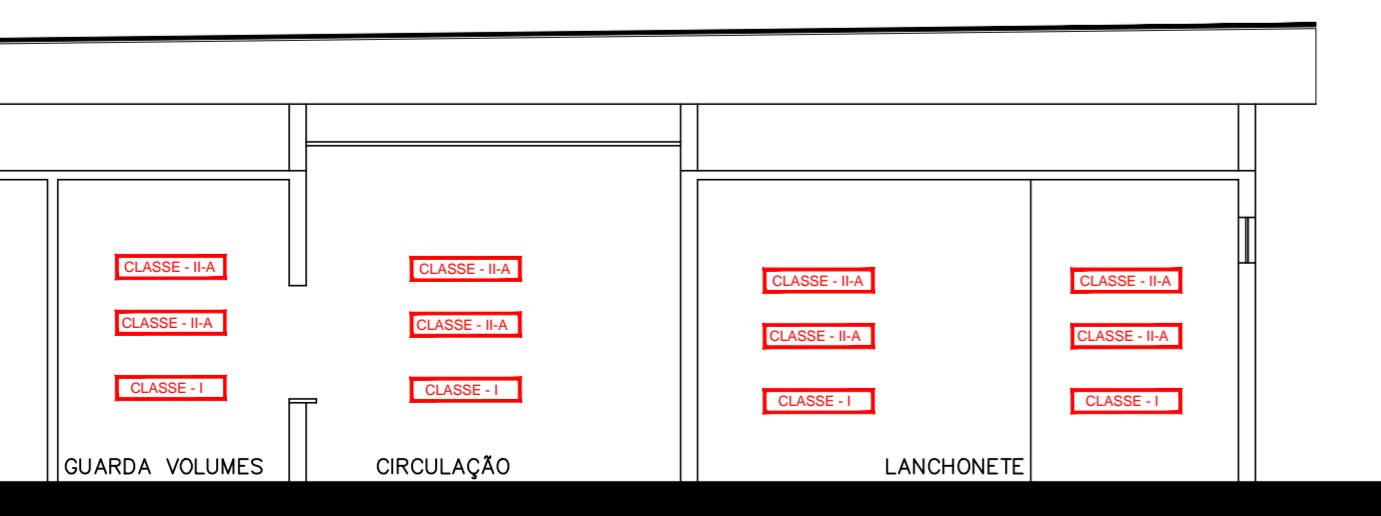 CLASSE - II-A
CLASSE - II-A
CLASSE - I
GUARDA VOLUMES
CLASSE - II-A
CLASSE - II-A
CLASSE - I
CIRCULAÇÃO
CLASSE - II-A
CLASSE - II-A
CLASSE - I
LANCHONETE
CLASSE - II-A
CLASSE - II-A
CLASSE - I